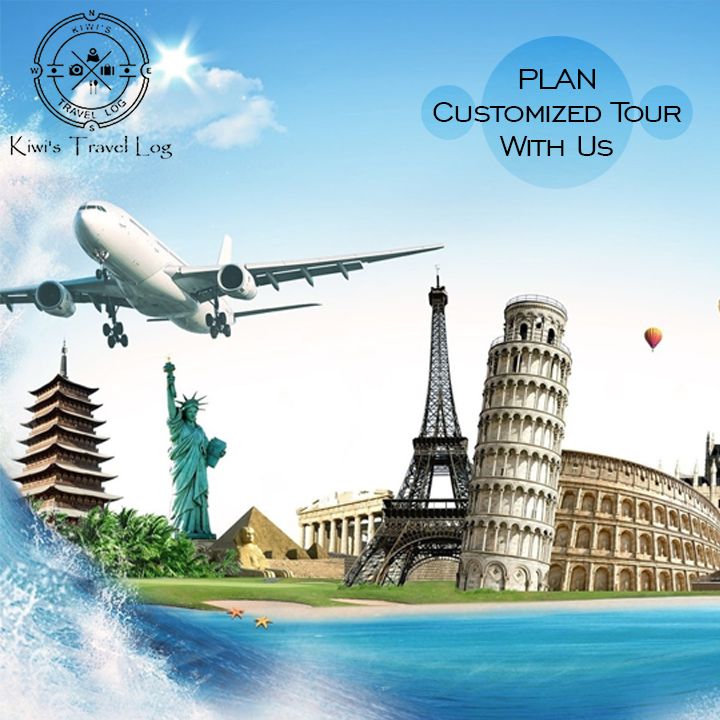 N
KIWI'S
W E
TRAVEL LOG
S
Kiwi's Travel Log
PLAN
Customized Tour
With Us